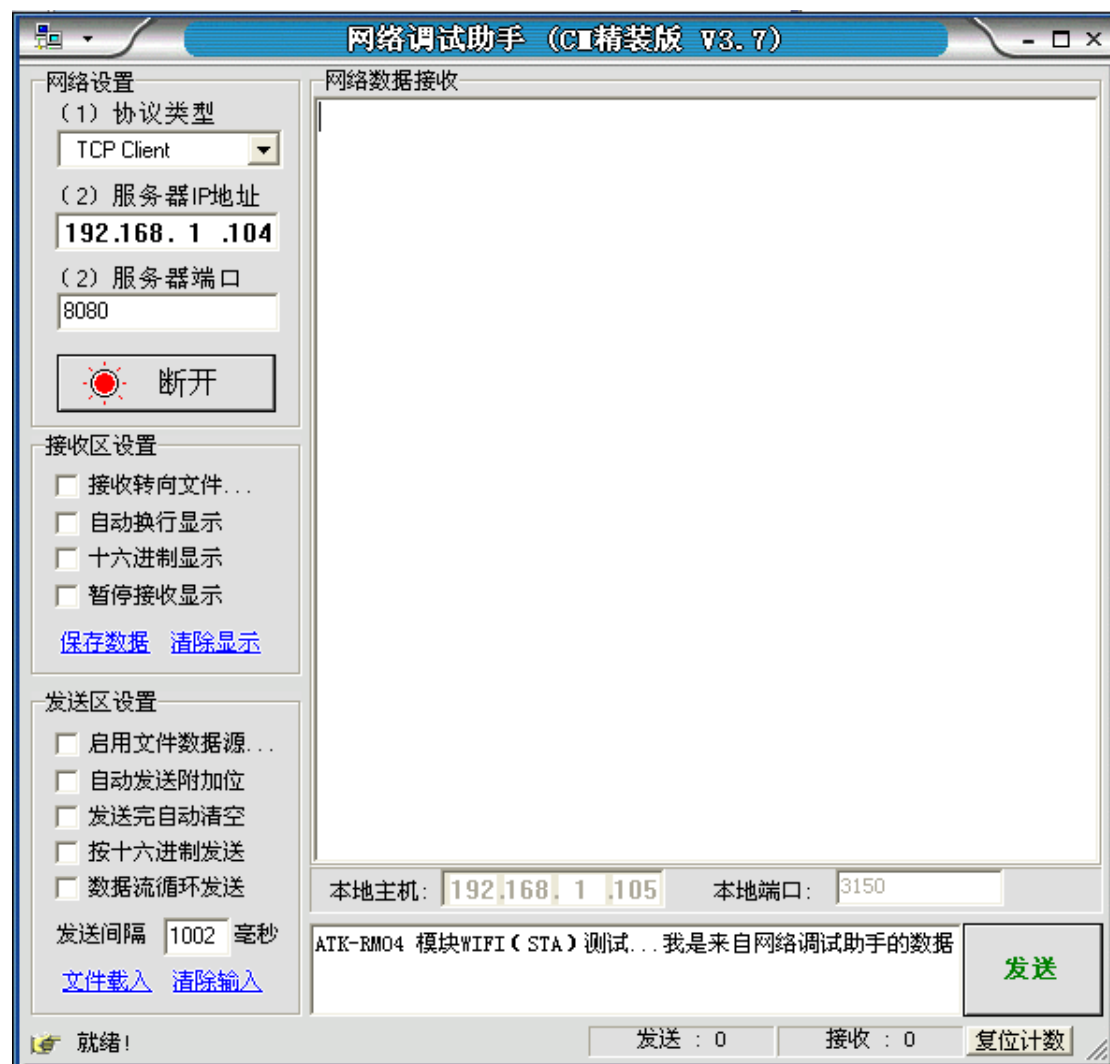 网络调试助手 (CⅢ精装版 V3.7)
网络设置
(1) 协议类型
TCP Client
(2) 服务器IP地址
192.168. 1 .104
(2) 服务器端口
8080
断开
接收区设置
接收转向文件...
自动换行显示
十六进制显示
暂停接收显示
保存数据 清除显示
发送区设置
启用文件数据源...
自动发送附加位
发送完自动清空
按十六进制发送
数据流循环发送
发送间隔 1002 毫秒
文件载入 清除输入
网络数据接收
本地主机: 192.168. 1 .105 本地端口: 3150
ATK-RM04 模块WIFI(STA)测试...我是来自网络调试助手的数据
发送
就绪!
发送 : 0 接收 : 0 复位计数